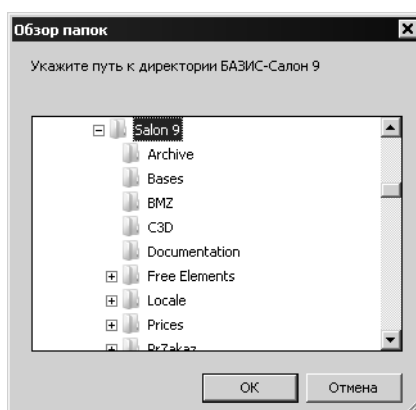 Обзор папок
Укажите путь к директории БАЗИС-Салон 9
Salon 9
Archive
Bases
BMZ
C3D
Documentation
Free Elements
Locale
Prices
PrZakaz
OK
Отмена